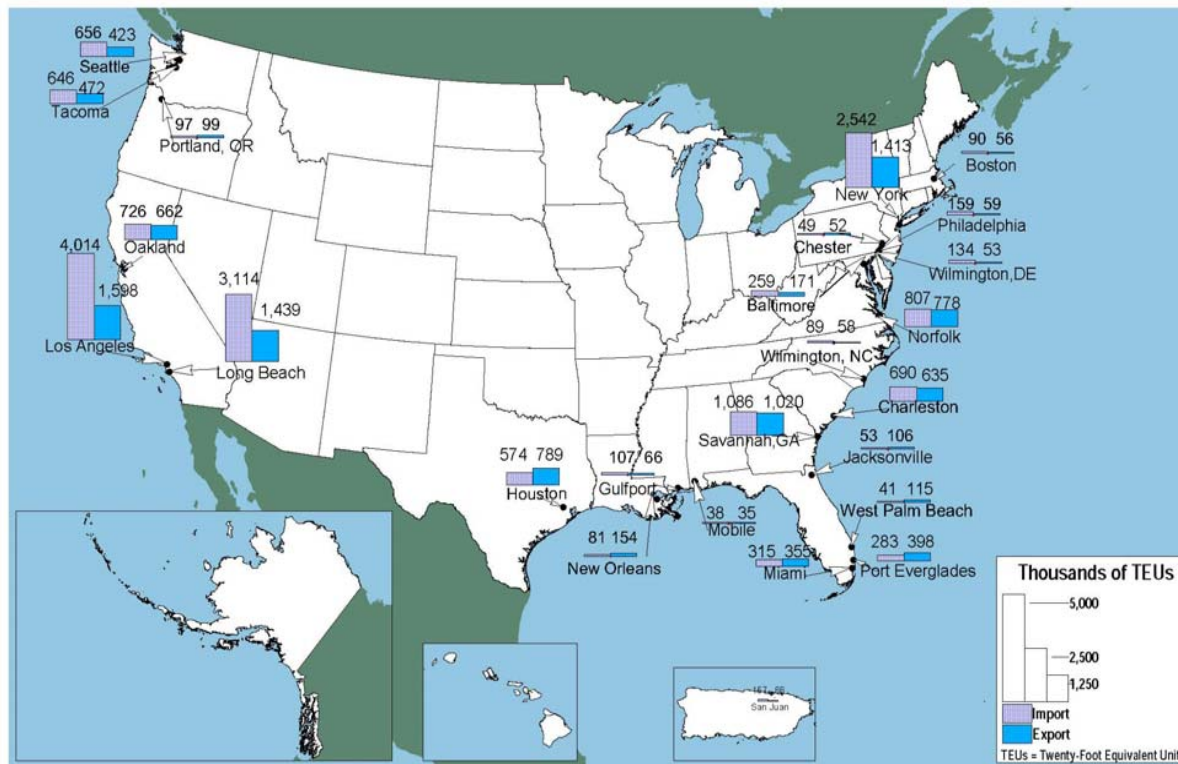 656 423
Seattle
646 472
Tacoma
97 99
Portland, OR
726 662
Oakland
4,014
1,598
Los Angeles
3,114
1,439
Long Beach
2,542
1,413
New York
90 56
Boston
159 59
Philadelphia
49 52
Chester
134 53
Wilmington,DE
259 171
Baltimore
807 778
Norfolk
89 58
Wilmington, NC
690 635
Charleston
1,086 1,020
Savannah,GA
53 106
Jacksonville
574 789
Houston
107 66
Gulfport
38 35
Mobile
41 115
West Palm Beach
81 154
New Orleans
315 355
Miami
283 398
Port Everglades
San Juan
Thousands of TEUs
5,000
2,500
1,250
Import
Export
TEUs = Twenty-Foot Equivalent Unit